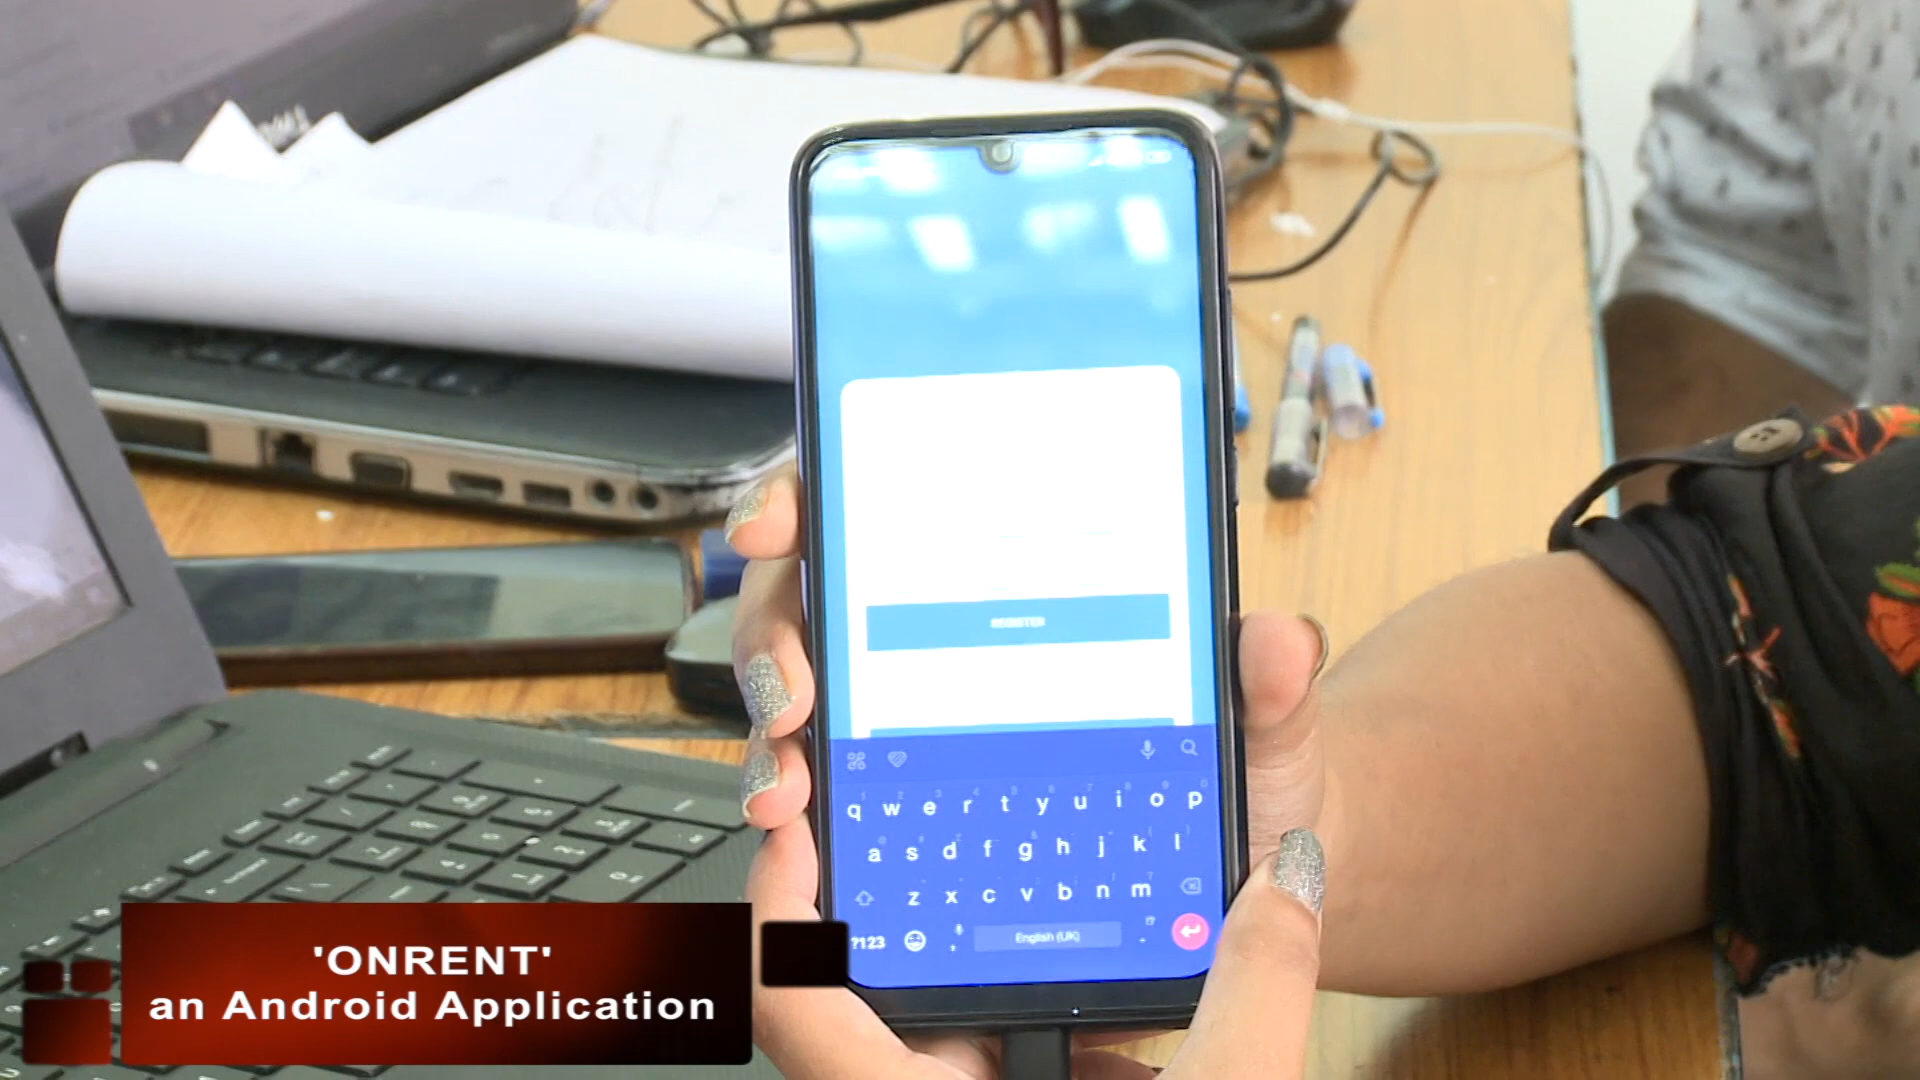 REGISTER
q w e r t y u i o p
a s d f g h j k l
z x c v b n m
?123 , English (UK) .
'ONRENT'
an Android Application